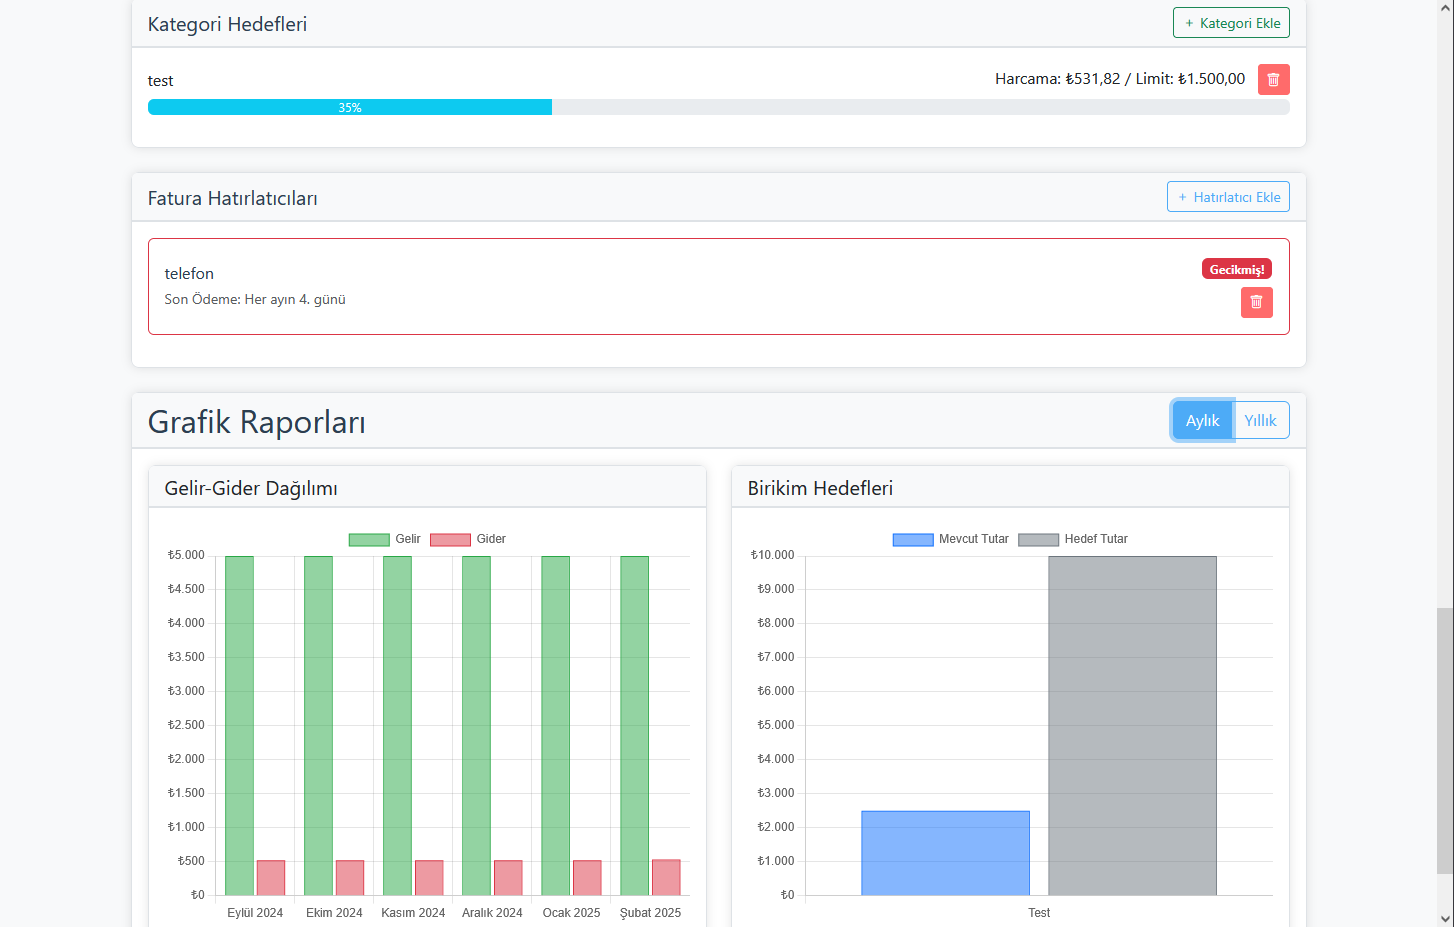 Kategori Hedefleri
+ Kategori Ekle
test
Harcama: ₺531,82 / Limit: ₺1.500,00
35%
Fatura Hatırlatıcıları
+ Hatırlatıcı Ekle
telefon
Gecikmiş!
Son Ödeme: Her ayın 4. günü
Grafik Raporları
Aylık Yıllık
Gelir-Gider Dağılımı
Gelir Gider
₺5.000
₺4.500
₺4.000
₺3.500
₺3.000
₺2.500
₺2.000
₺1.500
₺1.000
₺500
₺0
Eylül 2024 Ekim 2024 Kasım 2024 Aralık 2024 Ocak 2025 Şubat 2025
Birikim Hedefleri
Mevcut Tutar Hedef Tutar
₺10.000
₺9.000
₺8.000
₺7.000
₺6.000
₺5.000
₺4.000
₺3.000
₺2.000
₺1.000
₺0
Test